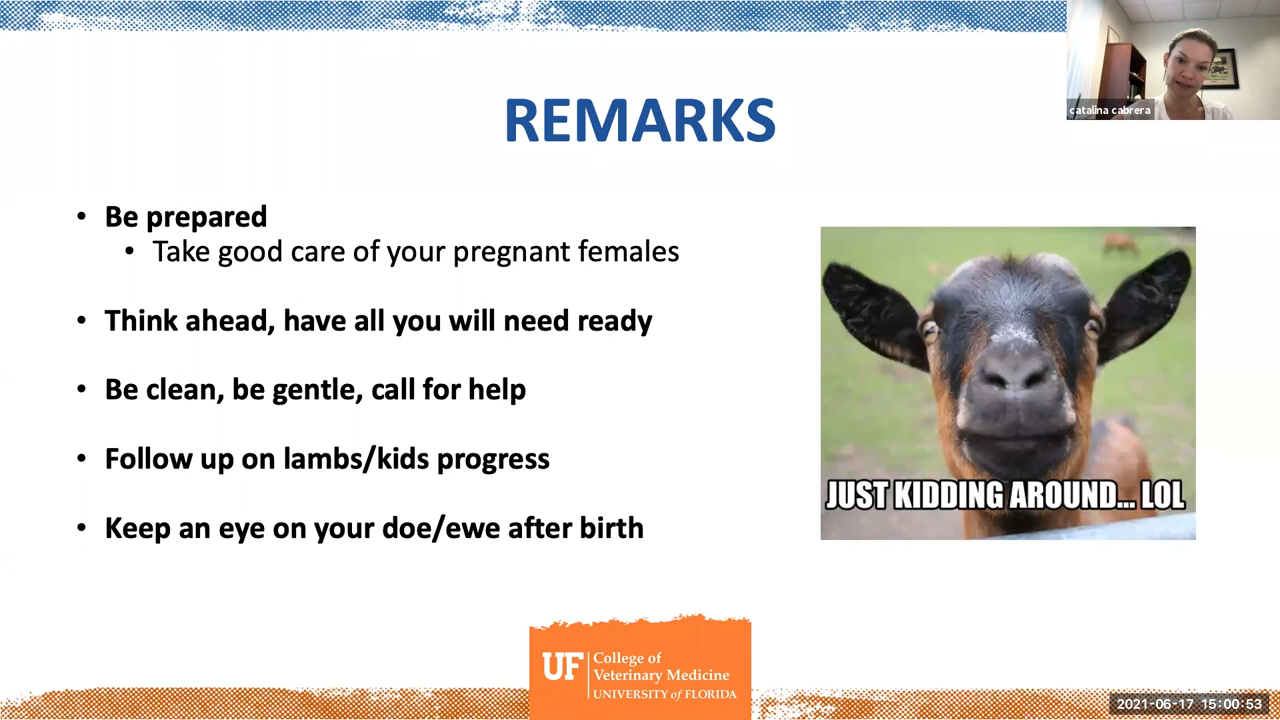 catalina cabrera
REMARKS
• Be prepared
• Take good care of your pregnant females
• Think ahead, have all you will need ready
• Be clean, be gentle, call for help
• Follow up on lambs/kids progress
• Keep an eye on your doe/ewe after birth
JUST KIDDING AROUND... LOL
UF
College of
Veterinary Medicine
UNIVERSITY of FLORIDA
2021-06-17 15:00:53